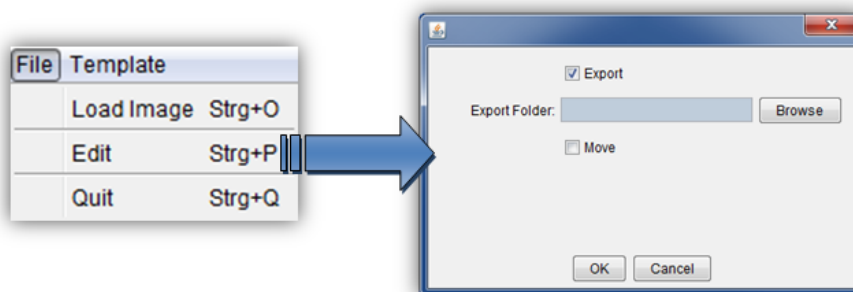 File Template
Load Image Strg+O
Edit Strg+P
Quit Strg+Q
Export
Export Folder: Browse
Move
OK Cancel